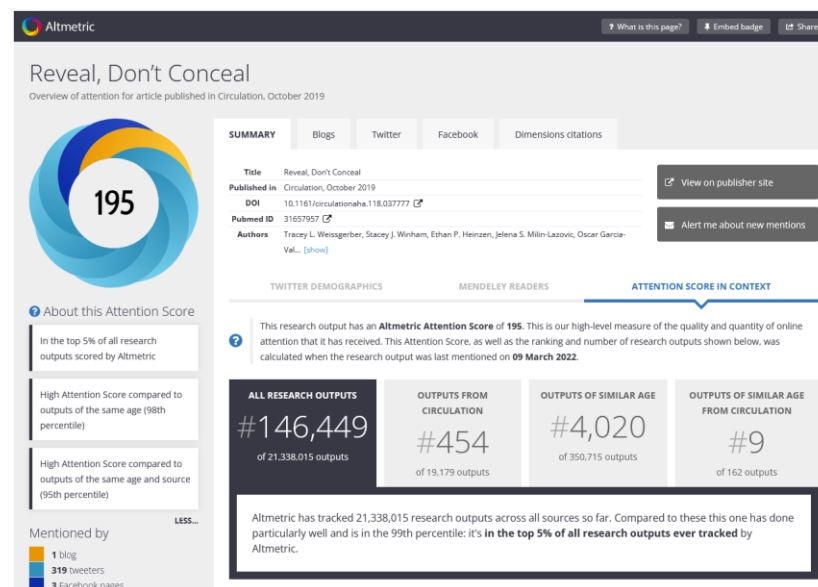 Altmetric
? What is this page?
Embed badge
Share
Reveal, Don't Conceal
Overview of attention for article published in Circulation, October 2019
195
? About this Attention Score
In the top 5% of all research
outputs scored by Altmetric
High Attention Score compared to
outputs of the same age (98th
percentile)
High Attention Score compared to
outputs of the same age and source
(95th percentile)
LESS...
Mentioned by
1 blog
319 tweeters
3 Facebook pages
SUMMARY
Blogs
Twitter
Facebook
Dimensions citations
Title Reveal, Don't Conceal
Published in Circulation, October 2019
DOI 10.1161/circulationaha.118.037777
Pubmed ID 31657957
Authors Tracey L. Weissgerber, Stacey J. Winham, Ethan P. Heinzen, Jelena S. Milin-Lazovic, Oscar Garcia-
Val... [show]
View on publisher site
Alert me about new mentions
TWITTER DEMOGRAPHICS
MENDELEY READERS
ATTENTION SCORE IN CONTEXT
?
This research output has an Altmetric Attention Score of 195. This is our high-level measure of the quality and quantity of online
attention that it has received. This Attention Score, as well as the ranking and number of research outputs shown below, was
calculated when the research output was last mentioned on 09 March 2022.
ALL RESEARCH OUTPUTS
#146,449
of 21,338,015 outputs
OUTPUTS FROM
CIRCULATION
#454
of 19,179 outputs
OUTPUTS OF SIMILAR AGE
#4,020
of 350,715 outputs
OUTPUTS OF SIMILAR AGE
FROM CIRCULATION
#9
of 162 outputs
Altmetric has tracked 21,338,015 research outputs across all sources so far. Compared to these this one has done
particularly well and is in the 99th percentile: it's in the top 5% of all research outputs ever tracked by
Altmetric.